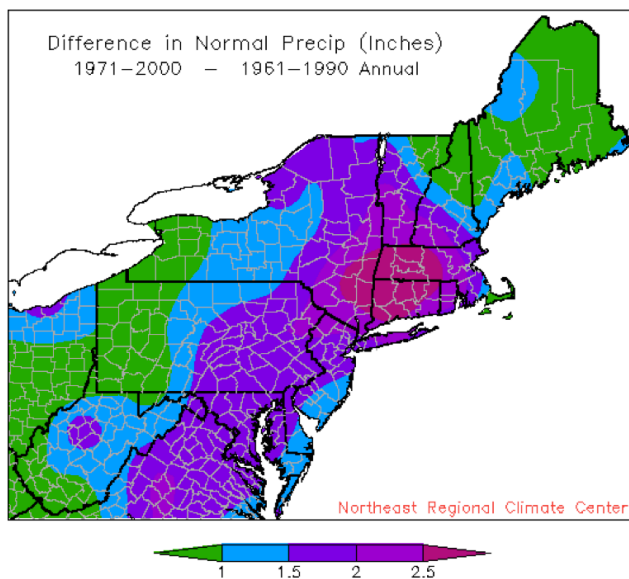 Difference in Normal Precip (Inches)
1971-2000 - 1961-1990 Annual
Northeast Regional Climate Center
1 1.5 2 2.5